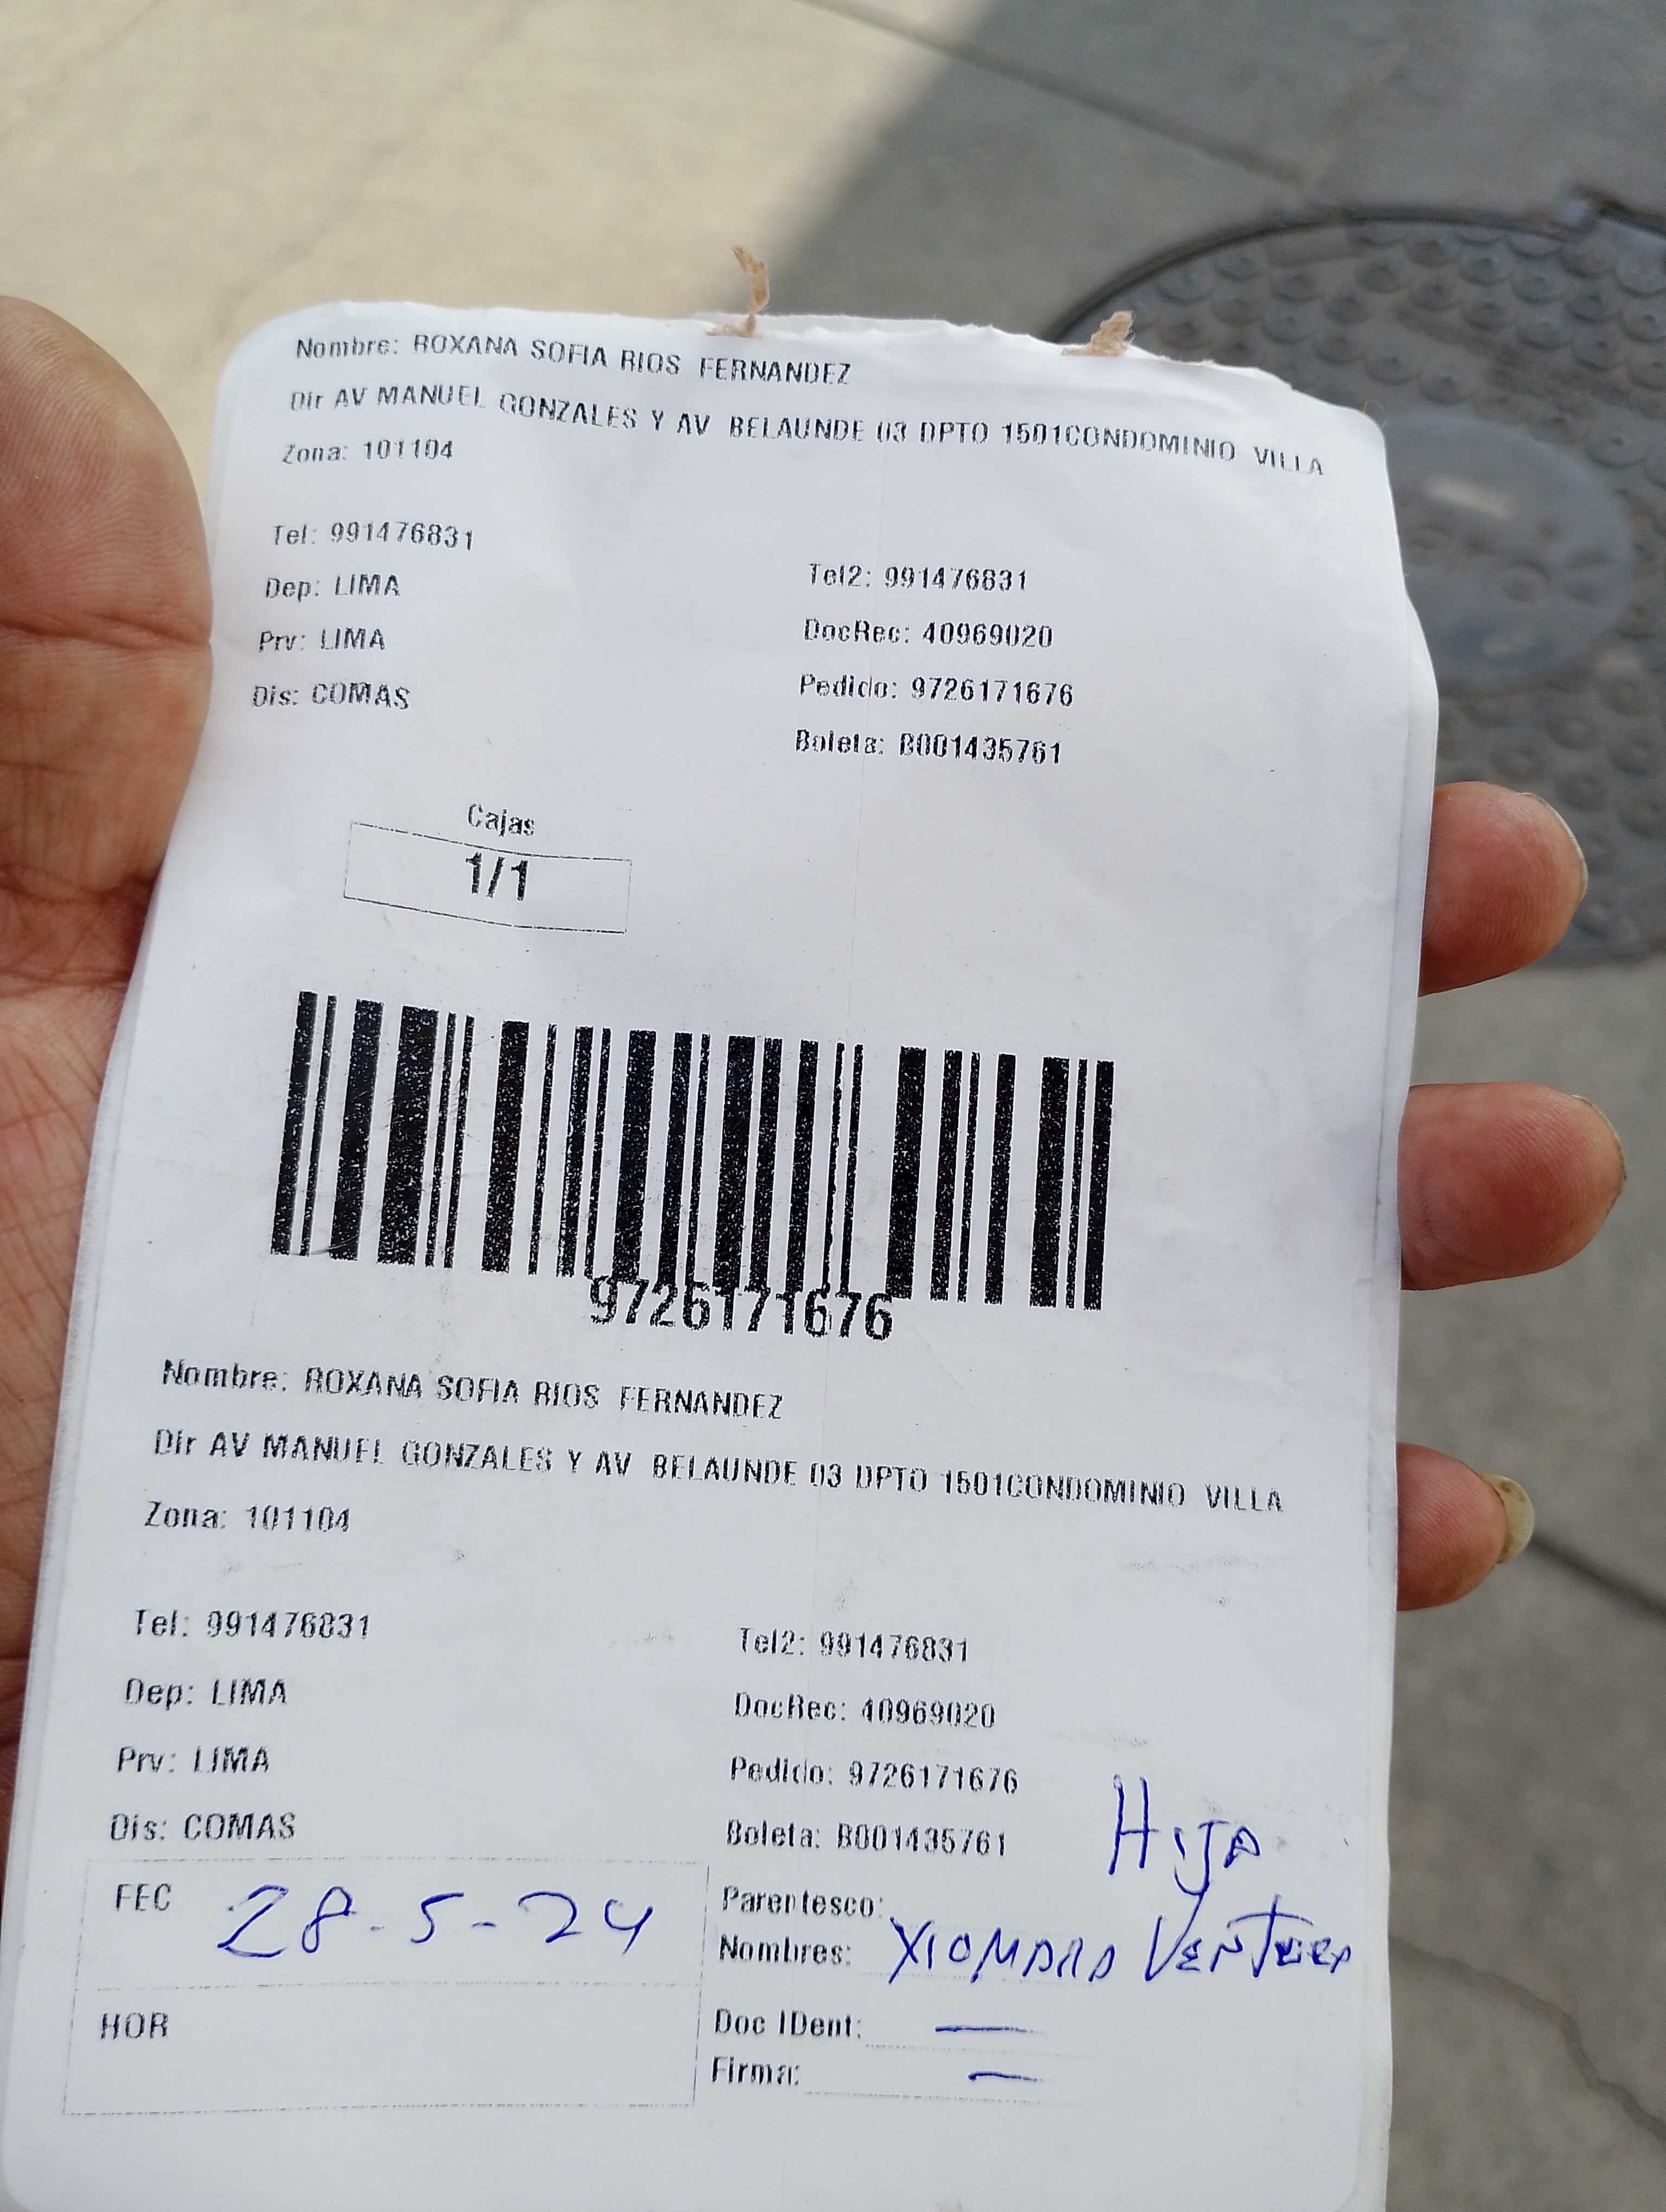 Nombre: ROXANA SOFIA RIOS FERNANDEZ
Dir AV MANUEL GONZALES Y AV BELAUNDE 03 DPTO 1501CONDOMINIO VILLA
Zona: 101104
Tel: 991476831
Tel2: 991476831
Dep: LIMA
DocRec: 40969020
Prv: LIMA
Pedido: 9726171676
Dis: COMAS
Boleta: B001435761
Cajas
1/1
9726171676
Nombre: ROXANA SOFIA RIOS FERNANDEZ
Dir AV MANUEL GONZALES Y AV BELAUNDE 03 DPTO 1501CONDOMINIO VILLA
Zona: 101104
Tel: 991476831
Tel2: 991476831
Dep: LIMA
DocRec: 40969020
Prv: LIMA
Pedido: 9726171676
Dis: COMAS
Boleta: B001435761
FEC 28-5-24
Parentesco: HIJA
Nombres: XIOMARA VENTURA
HOR
Doc IDent: —
Firma: —